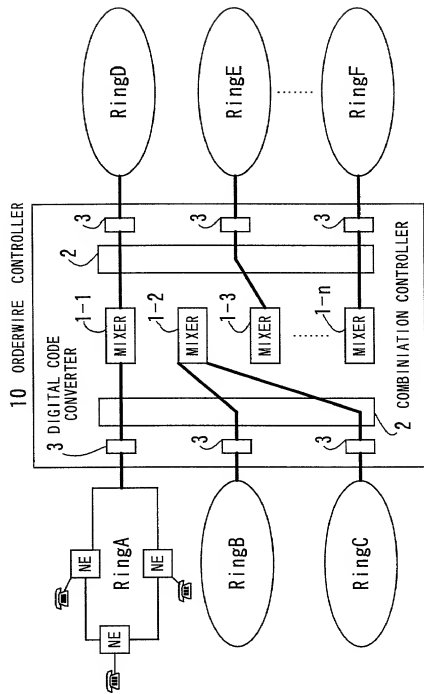 10 ORDERWIRE CONTROLLER
3 DIGITAL CODE
CONVERTER
RingA
NE
NE
NE
RingB
RingC
3
3
2 COMBINIATION CONTROLLER
1-1
MIXER
1-2
MIXER
1-3
MIXER
1-n
MIXER
2
3
3
3
RingD
RingE
RingF